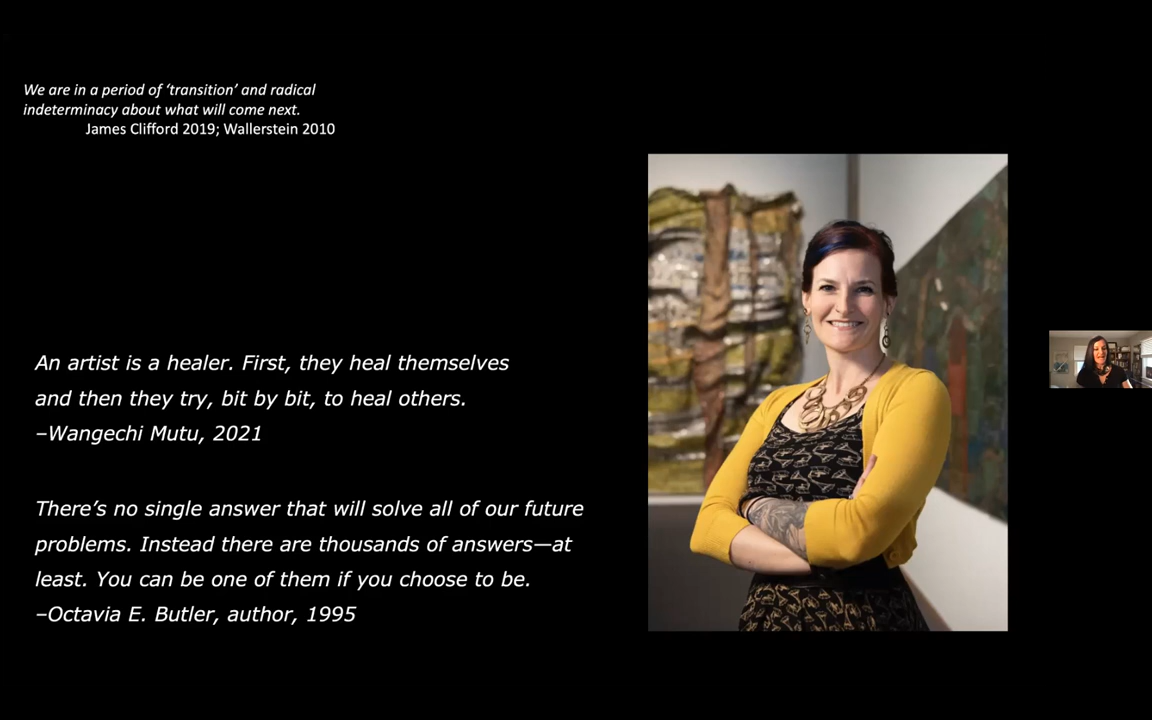 We are in a period of ‘transition’ and radical
indeterminacy about what will come next.
James Clifford 2019; Wallerstein 2010
An artist is a healer. First, they heal themselves
and then they try, bit by bit, to heal others.
–Wangechi Mutu, 2021
There’s no single answer that will solve all of our future
problems. Instead there are thousands of answers—at
least. You can be one of them if you choose to be.
–Octavia E. Butler, author, 1995